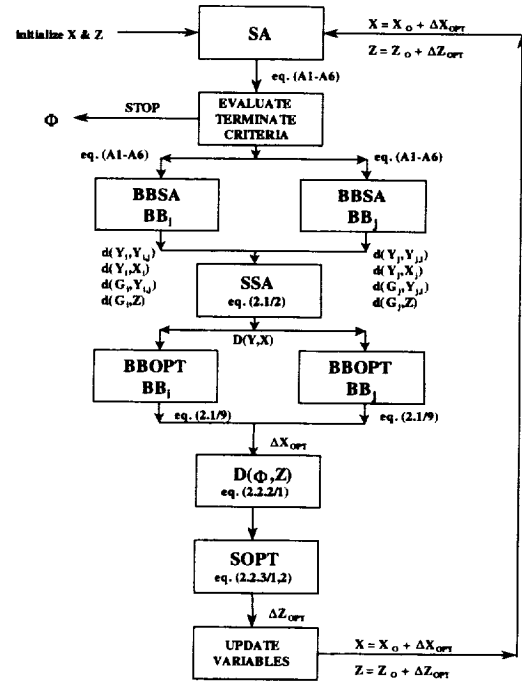 initialize X & Z
SA
X = X_O + ΔX_OPT
Z = Z_O + ΔZ_OPT
eq. (A1-A6)
Φ
STOP
EVALUATE
TERMINATE
CRITERIA
eq. (A1-A6)
eq. (A1-A6)
BBSA
BB_i
BBSA
BB_j
d(Y_i,Y_i,j)
d(Y_i,X_i)
d(G_i,Y_i,j)
d(G_i,Z)
SSA
eq. (2.1/2)
d(Y_j,Y_j,i)
d(Y_j,X_j)
d(G_j,Y_j,i)
d(G_j,Z)
D(Y,X)
BBOPT
BB_i
BBOPT
BB_j
eq. (2.1/9)
eq. (2.1/9)
ΔX_OPT
D(Φ,Z)
eq. (2.2.2/1)
SOPT
eq. (2.2.3/1,2)
ΔZ_OPT
UPDATE
VARIABLES
X = X_O + ΔX_OPT
Z = Z_O + ΔZ_OPT